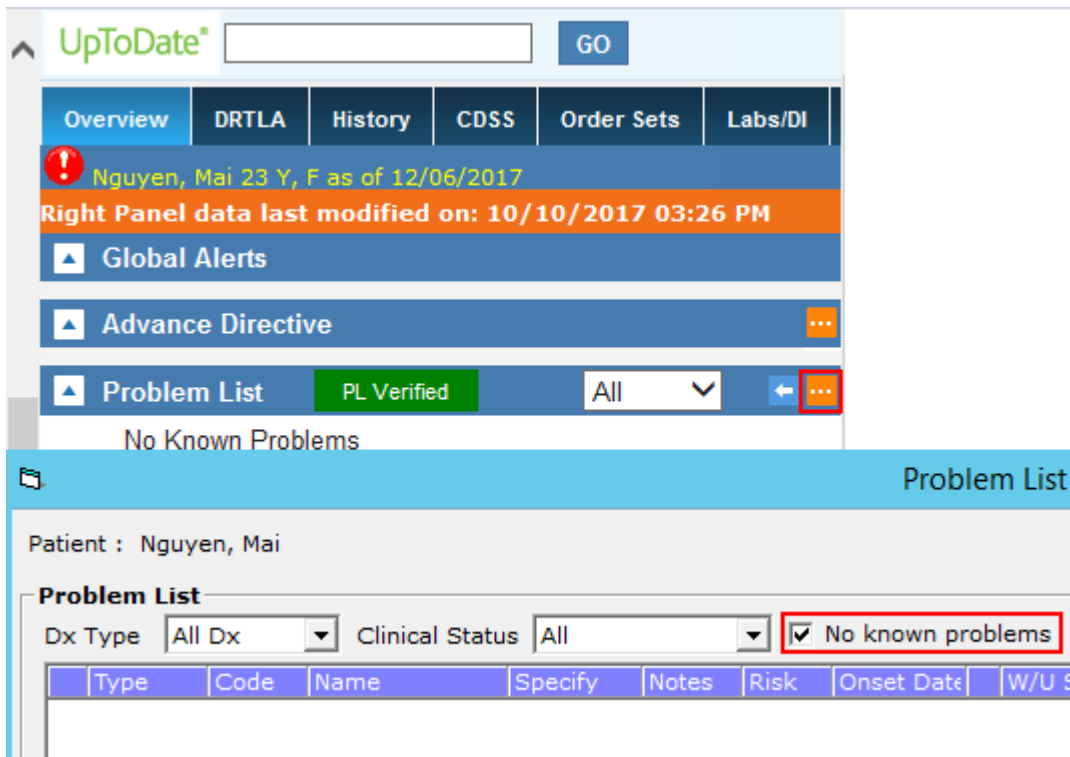 UpToDate® GO
Overview DRTLA History CDSS Order Sets Labs/DI
Nguyen, Mai 23 Y, F as of 12/06/2017
Right Panel data last modified on: 10/10/2017 03:26 PM
Global Alerts
Advance Directive
Problem List PL Verified All
No Known Problems
Problem List
Patient : Nguyen, Mai
Problem List
Dx Type All Dx Clinical Status All No known problems
Type Code Name Specify Notes Risk Onset Date W/U S